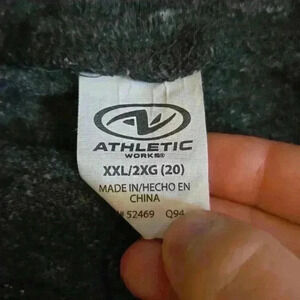 ATHLETIC
WORKS®
XXL/2XG (20)
MADE IN/HECHO EN
CHINA
52469 Q94